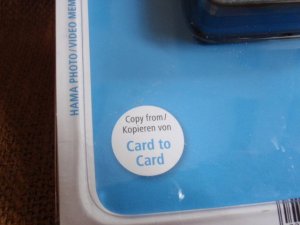 HAMA PHOTO/VIDEO MEM
Copy from/
Kopieren von
Card to
Card